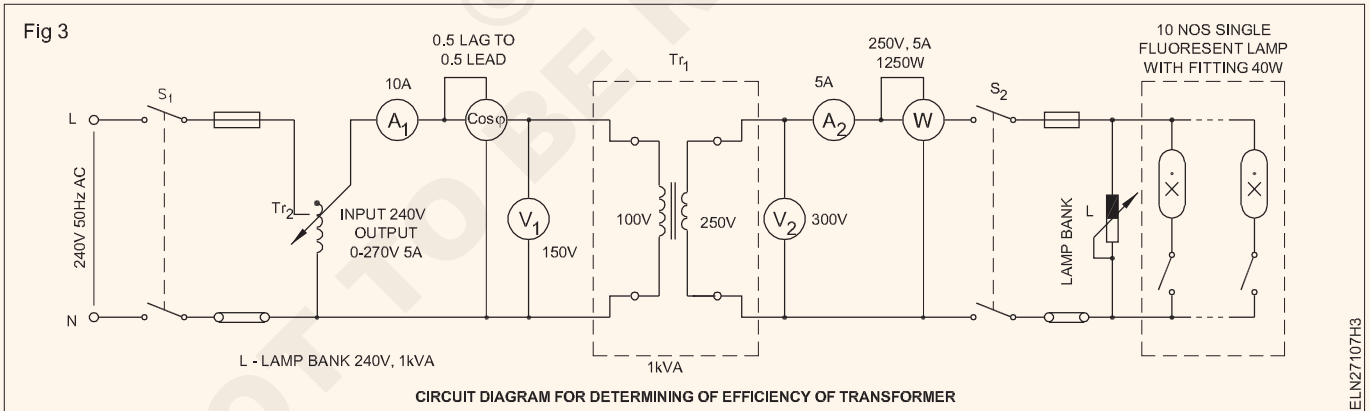 Fig 3
0.5 LAG TO
0.5 LEAD
10A
Tr1
5A
250V, 5A
1250W
10 NOS SINGLE
FLUORESENT LAMP
WITH FITTING 40W
L
S1
A1
Cosφ
A2
W
S2
240V 50Hz AC
Tr2
INPUT 240V
OUTPUT
0-270V 5A
V1
150V
100V
250V
V2
300V
LAMP BANK
L
N
L - LAMP BANK 240V, 1kVA
1kVA
CIRCUIT DIAGRAM FOR DETERMINING OF EFFICIENCY OF TRANSFORMER
ELN27107H3
©
NOT TO BE